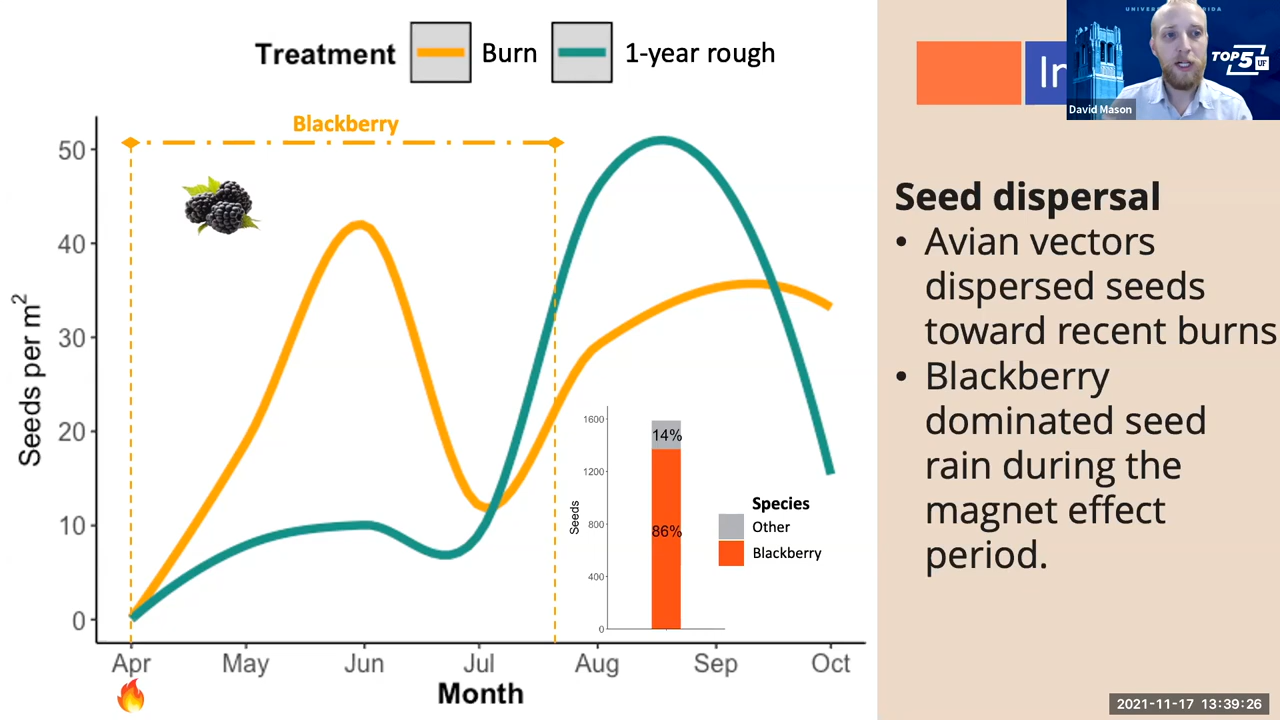 Treatment Burn 1-year rough
Blackberry
Seeds per m²
50
40
30
20
10
0
Apr May Jun Jul Aug Sep Oct
Month
Seeds
1600
1200
800
400
0
14%
86%
Species
Other
Blackberry
In
David Mason
TOP5
UF
Seed dispersal
• Avian vectors
dispersed seeds
toward recent burns
• Blackberry
dominated seed
rain during the
magnet effect
period.
2021-11-17 13:39:26